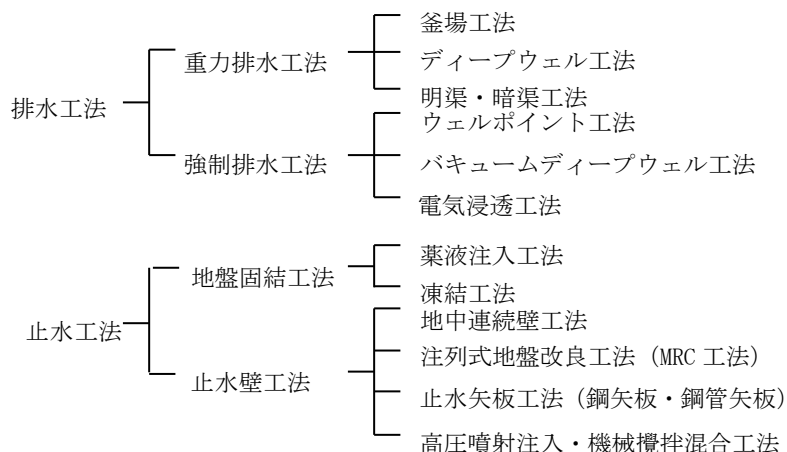 排水工法
重力排水工法
釜場工法
ディープウェル工法
明渠・暗渠工法
強制排水工法
ウェルポイント工法
バキュームディープウェル工法
電気浸透工法
止水工法
地盤固結工法
薬液注入工法
凍結工法
止水壁工法
地中連続壁工法
注列式地盤改良工法（MRC 工法）
止水矢板工法（鋼矢板・鋼管矢板）
高圧噴射注入・機械攪拌混合工法